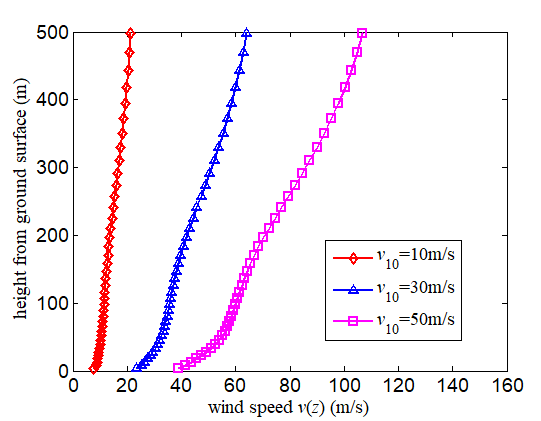 500
400
300
200
100
0
height from ground surface (m)
v10=10m/s
v10=30m/s
v10=50m/s
0 20 40 60 80 100 120 140 160
wind speed v(z) (m/s)